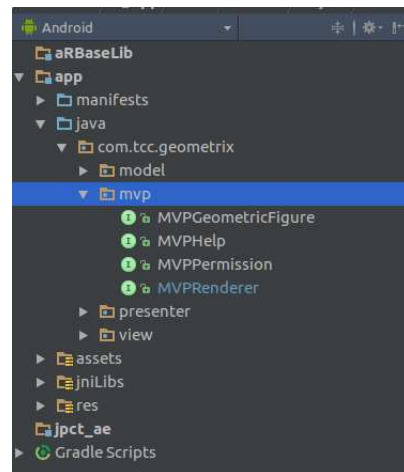 Android
aRBaseLib
app
manifests
java
com.tcc.geometrix
model
mvp
MVPGeometricFigure
MVPHelp
MVPPermission
MVPRenderer
presenter
view
assets
jniLibs
res
jpct_ae
Gradle Scripts